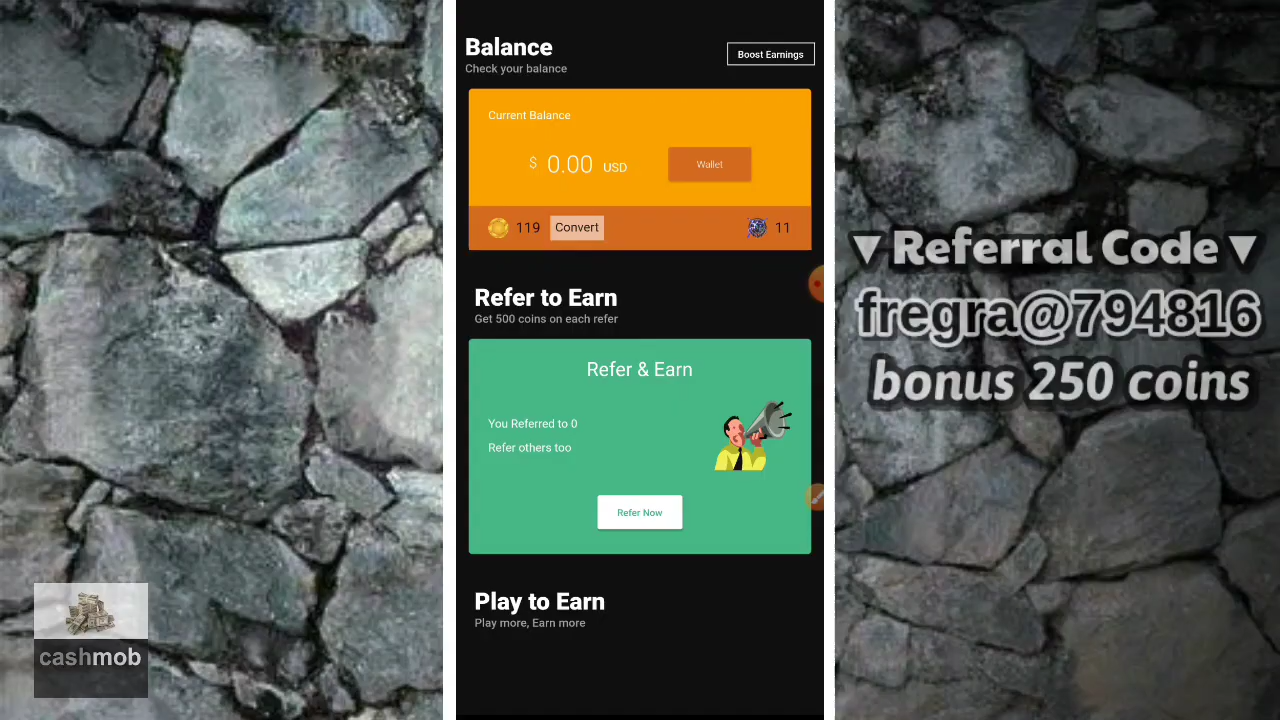 Balance
Check your balance
Boost Earnings
Current Balance
$ 0.00 USD
Wallet
119 Convert
11
Refer to Earn
Get 500 coins on each refer
Refer & Earn
You Referred to 0
Refer others too
Refer Now
Play to Earn
Play more, Earn more
▼Referral Code▼
fregra@794816
bonus 250 coins
cashmob